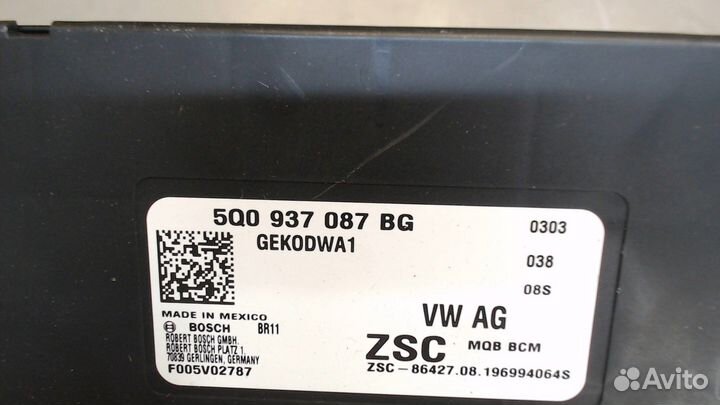 5Q0 937 087 BG
GEKODWA1
0303
038
08S
MADE IN MEXICO
BOSCH BR11
ROBERT BOSCH GMBH.
ROBERT BOSCH PLATZ 1.
70839 GERLINGEN, GERMANY
F005V02787
VW AG
ZSC MQB BCM
ZSC-86427.08.196994064S
Avito